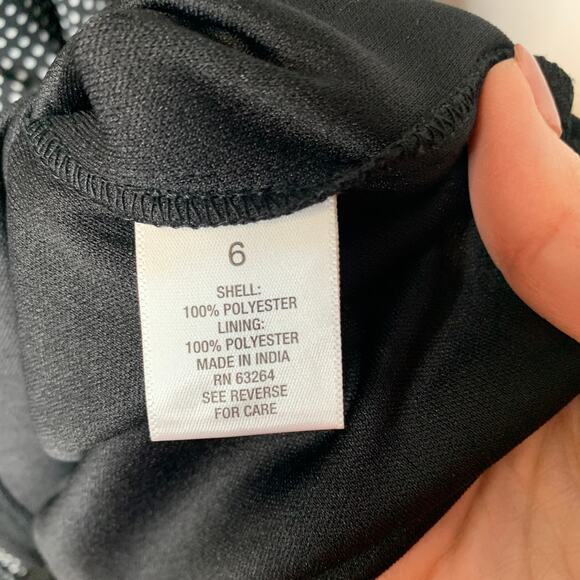 6
SHELL:
100% POLYESTER
LINING:
100% POLYESTER
MADE IN INDIA
RN 63264
SEE REVERSE
FOR CARE